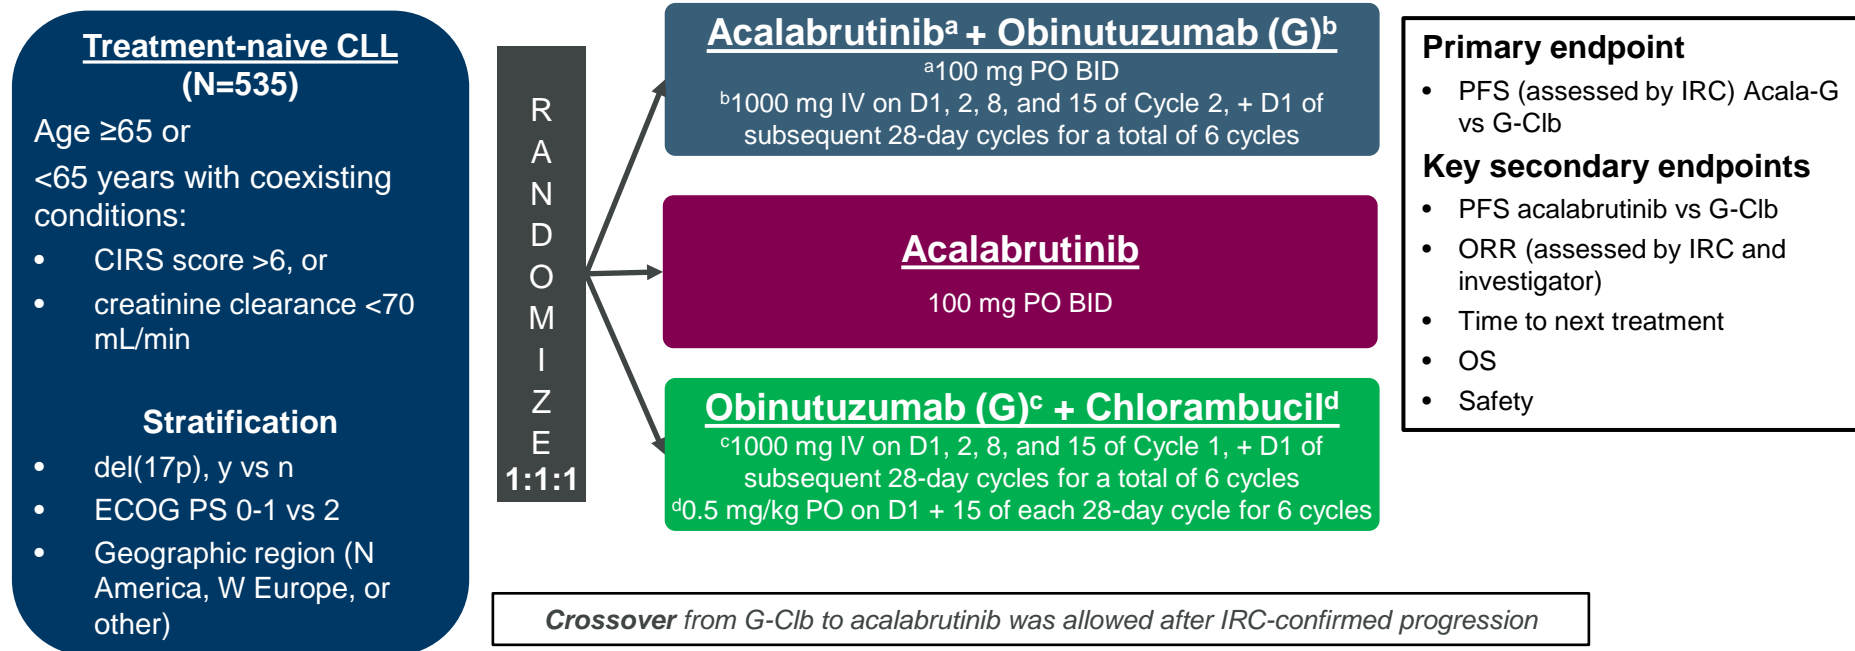 Treatment-naive CLL
(N=535)
Age ≥65 or
<65 years with coexisting
conditions:
• CIRS score >6, or
• creatinine clearance <70
mL/min
Stratification
• del(17p), y vs n
• ECOG PS 0-1 vs 2
• Geographic region (N
America, W Europe, or
other)
R
A
N
D
O
M
I
Z
E
1:1:1
Acalabrutinibᵃ + Obinutuzumab (G)ᵇ
ᵃ100 mg PO BID
ᵇ1000 mg IV on D1, 2, 8, and 15 of Cycle 2, + D1 of
subsequent 28-day cycles for a total of 6 cycles
Acalabrutinib
100 mg PO BID
Obinutuzumab (G)ᶜ + Chlorambucilᵈ
ᶜ1000 mg IV on D1, 2, 8, and 15 of Cycle 1, + D1 of
subsequent 28-day cycles for a total of 6 cycles
ᵈ0.5 mg/kg PO on D1 + 15 of each 28-day cycle for 6 cycles
Primary endpoint
• PFS (assessed by IRC) Acala-G
vs G-Clb
Key secondary endpoints
• PFS acalabrutinib vs G-Clb
• ORR (assessed by IRC and
investigator)
• Time to next treatment
• OS
• Safety
Crossover from G-Clb to acalabrutinib was allowed after IRC-confirmed progression